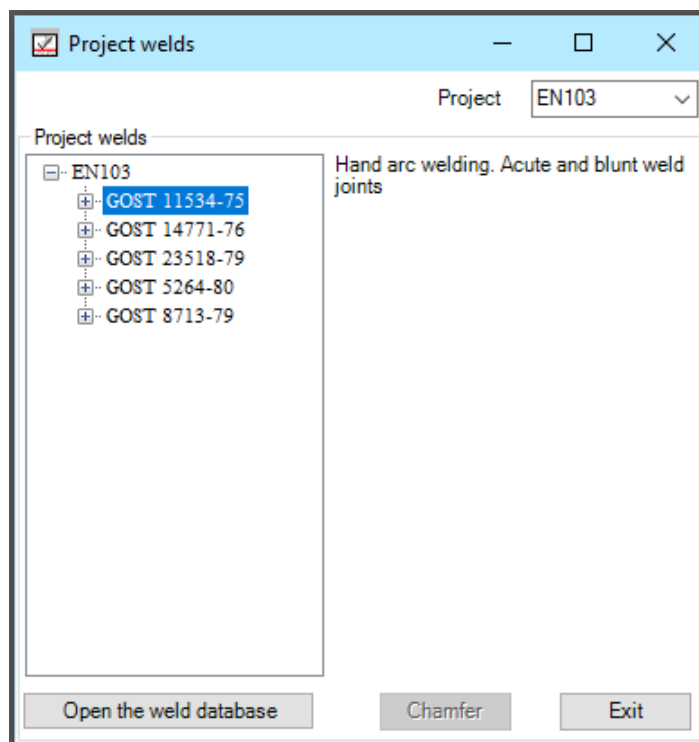 Project welds
Project EN103
Project welds
EN103
GOST 11534-75
GOST 14771-76
GOST 23518-79
GOST 5264-80
GOST 8713-79
Hand arc welding. Acute and blunt weld
joints
Open the weld database
Chamfer
Exit